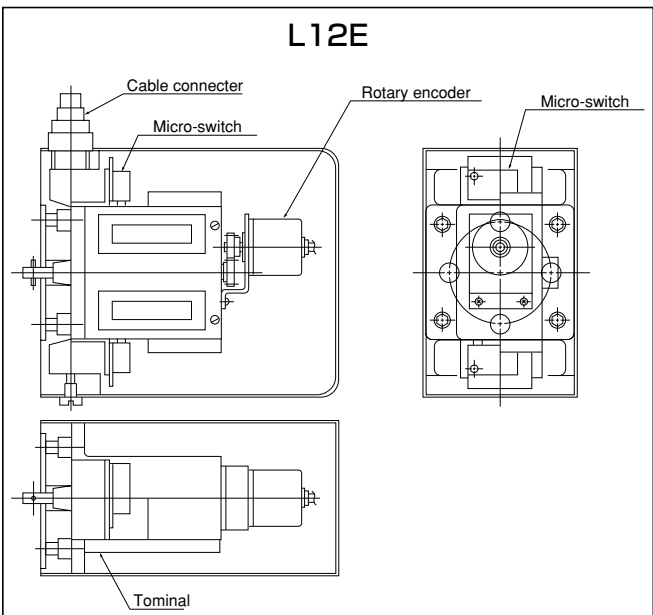 L12E
Cable connecter
Rotary encoder
Micro-switch
Micro-switch
Tominal